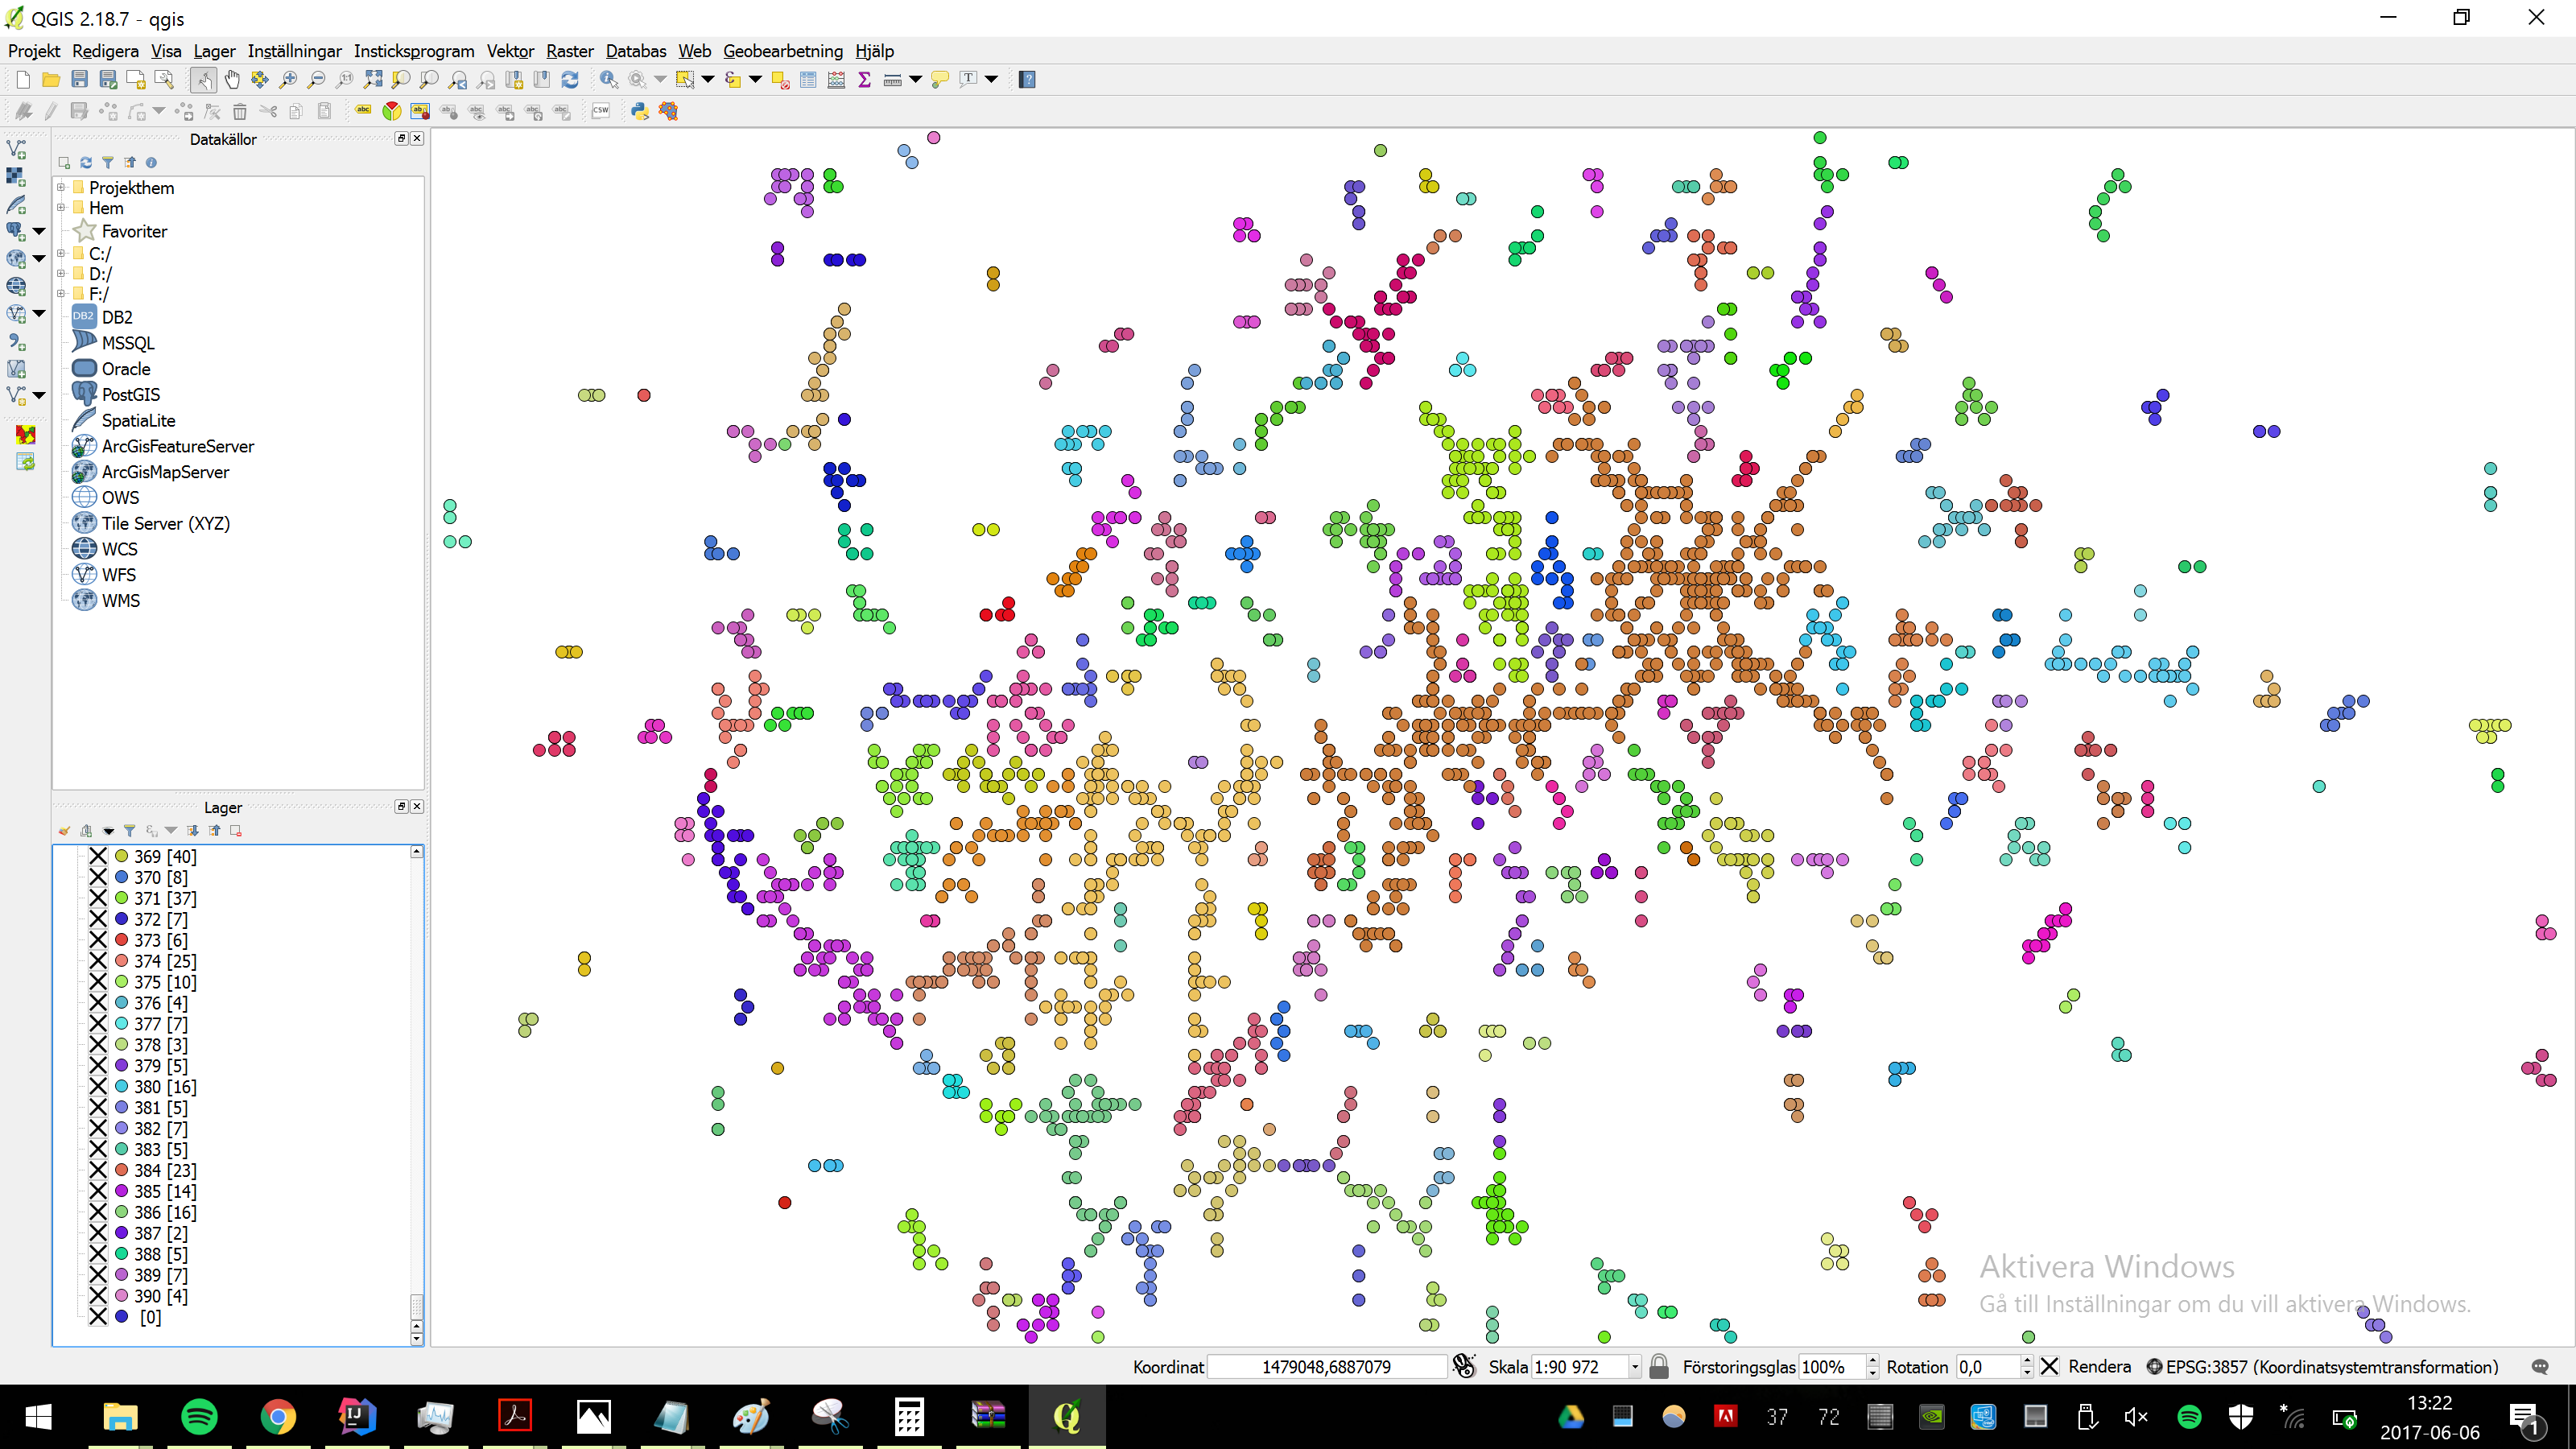 QGIS 2.18.7 - qgis
Projekt Redigera Visa Lager Inställningar Insticksprogram Vektor Raster Databas Web Geobearbetning Hjälp
Datakällor
Projekthem
Hem
Favoriter
C:/
D:/
F:/
DB2 DB2
MSSQL
Oracle
PostGIS
SpatiaLite
ArcGisFeatureServer
ArcGisMapServer
OWS
Tile Server (XYZ)
WCS
WFS
WMS
Lager
369 [40]
370 [8]
371 [37]
372 [7]
373 [6]
374 [25]
375 [10]
376 [4]
377 [7]
378 [3]
379 [5]
380 [16]
381 [5]
382 [7]
383 [5]
384 [23]
385 [14]
386 [16]
387 [2]
388 [5]
389 [7]
390 [4]
[0]
Aktivera Windows
Gå till Inställningar om du vill aktivera Windows.
Koordinat 1479048,6887079 Skala 1:90 972 Förstoringsglas 100% Rotation 0,0 Rendera EPSG:3857 (Koordinatsystemtransformation)
37 72 13:22
2017-06-06 1